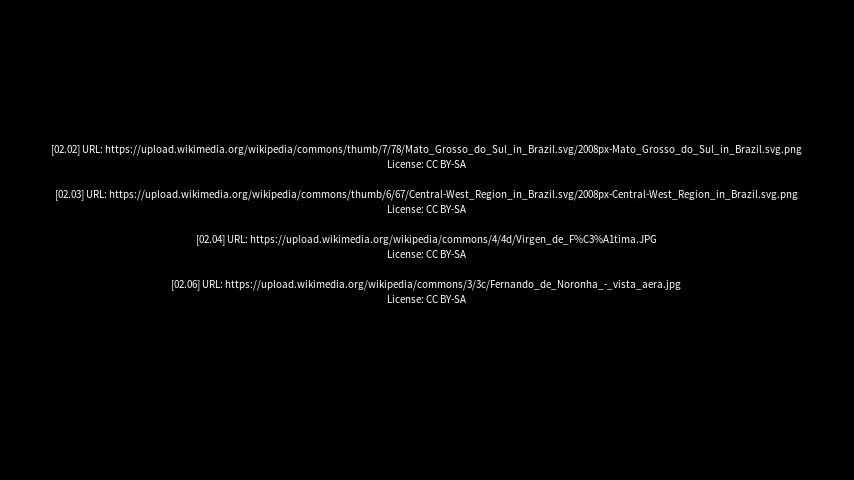 [02.02] URL: https://upload.wikimedia.org/wikipedia/commons/thumb/7/78/Mato_Grosso_do_Sul_in_Brazil.svg/2008px-Mato_Grosso_do_Sul_in_Brazil.svg.png
License: CC BY-SA
[02.03] URL: https://upload.wikimedia.org/wikipedia/commons/thumb/6/67/Central-West_Region_in_Brazil.svg/2008px-Central-West_Region_in_Brazil.svg.png
License: CC BY-SA
[02.04] URL: https://upload.wikimedia.org/wikipedia/commons/4/4d/Virgen_de_F%C3%A1tima.JPG
License: CC BY-SA
[02.06] URL: https://upload.wikimedia.org/wikipedia/commons/3/3c/Fernando_de_Noronha_-_vista_aera.jpg
License: CC BY-SA